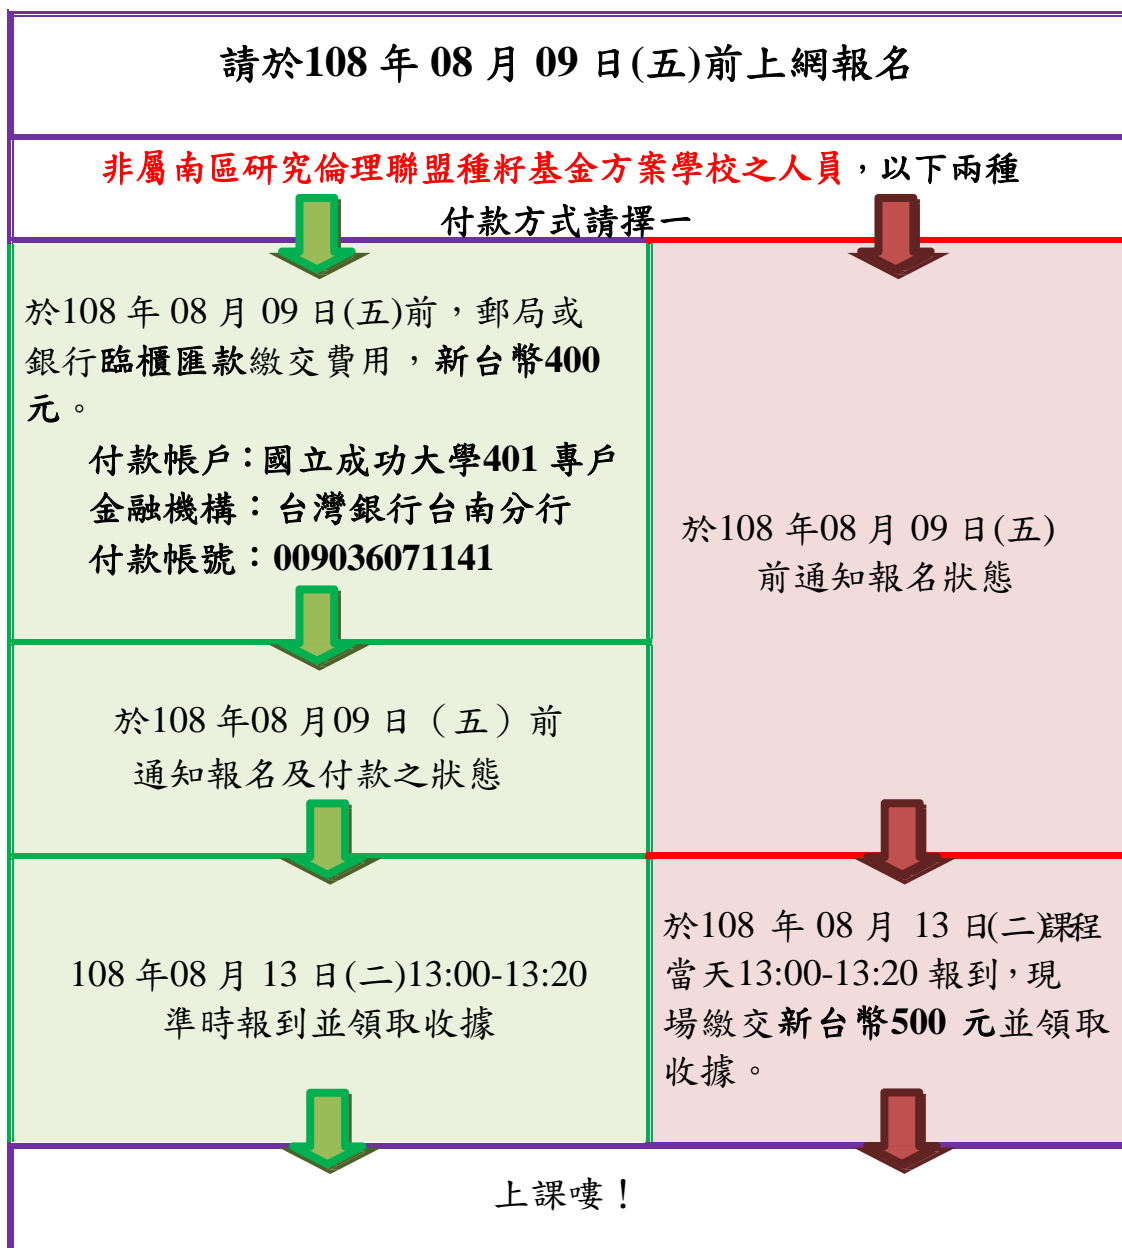 請於108 年 08 月 09 日(五)前上網報名
非屬南區研究倫理聯盟種籽基金方案學校之人員，以下兩種
付款方式請擇一
於108 年 08 月 09 日(五)前，郵局或
銀行臨櫃匯款繳交費用，新台幣400
元。
付款帳戶：國立成功大學401 專戶
金融機構：台灣銀行台南分行
付款帳號：009036071141
於108 年08 月09 日（五）前
通知報名及付款之狀態
108 年08 月 13 日(二)13:00-13:20
準時報到並領取收據
於108 年08 月 09 日(五)
前通知報名狀態
於108 年 08 月 13 日(二)課程
當天13:00-13:20 報到，現
場繳交新台幣500 元並領取
收據。
上課嘍！